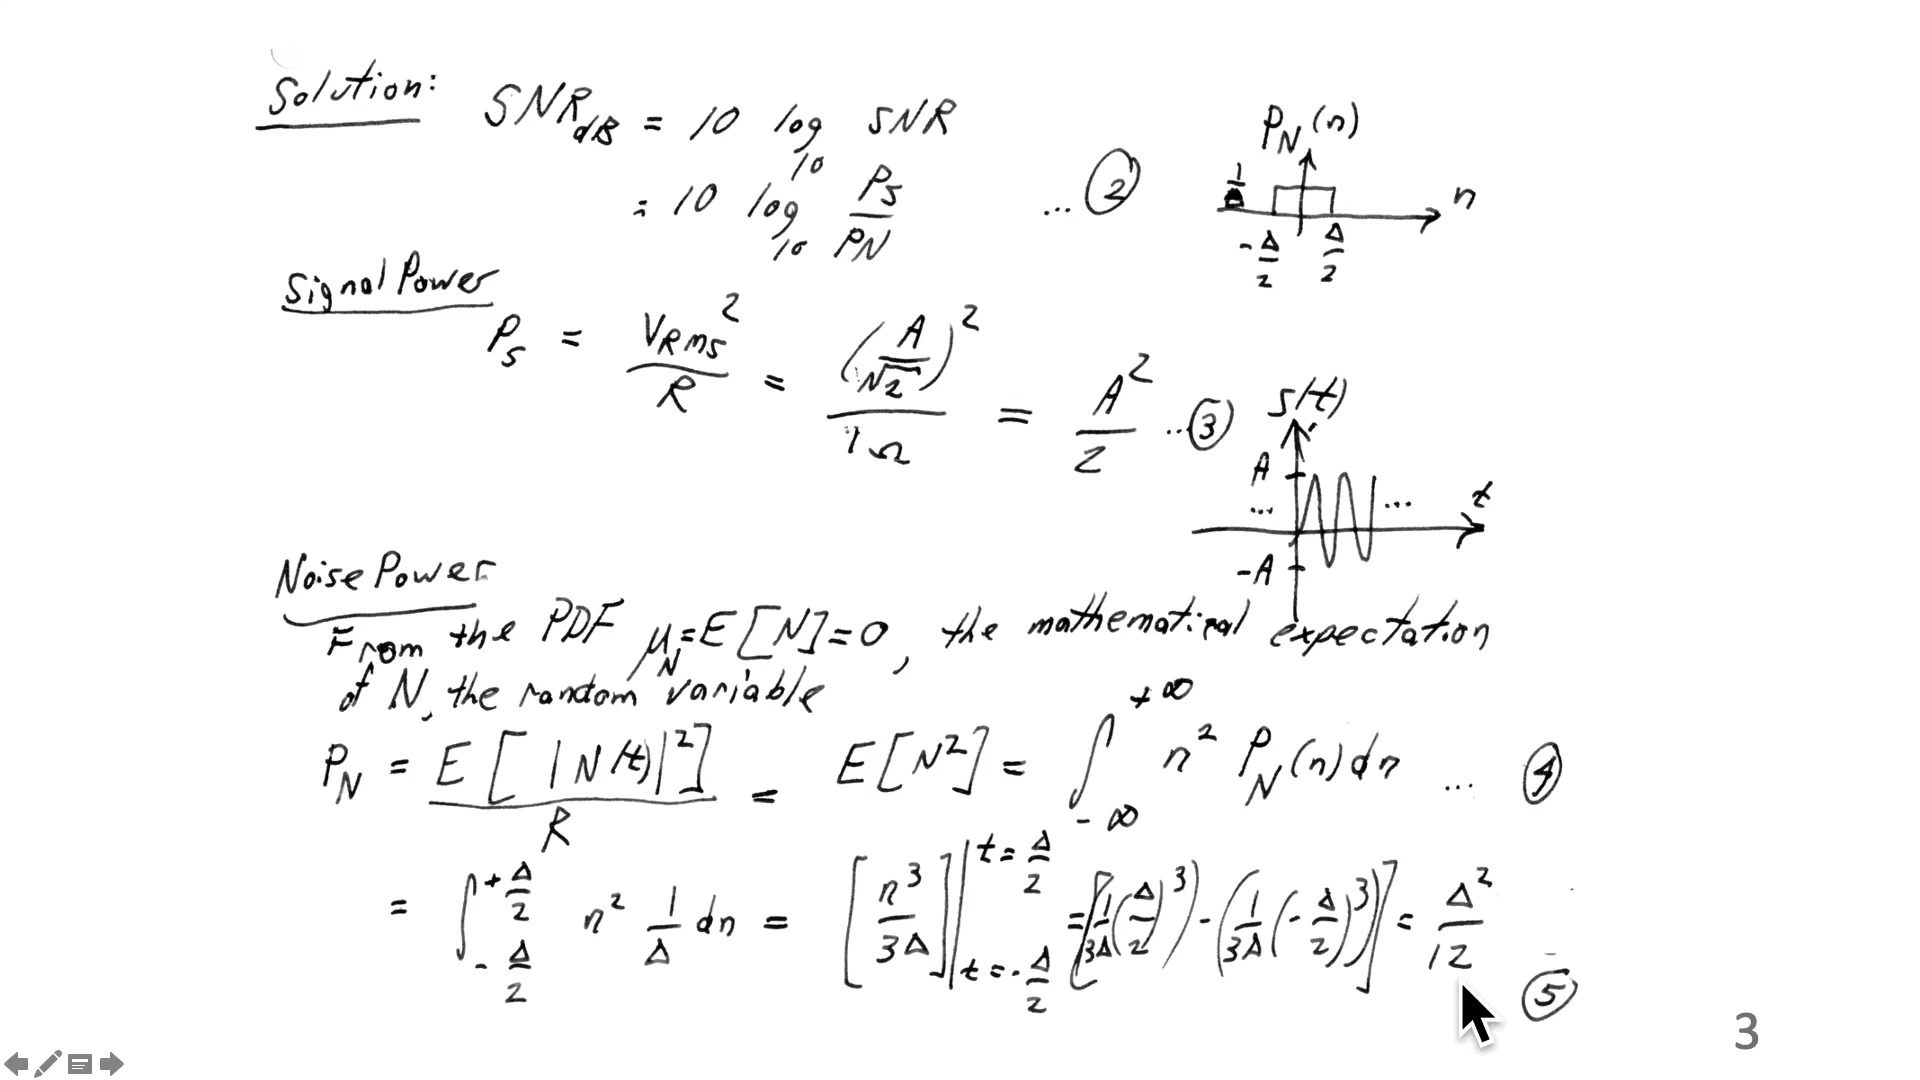 Solution: SNR_dB = 10 log_10 SNR
= 10 log_10 P_S/P_N ... ②
P_N(n)
1/Δ
n
-Δ/2 Δ/2
Signal Power
P_S = V_RMS^2/R = (A/√2)^2/1Ω = A^2/2 ... ③
s(t)
A
... ... t
-A
Noise Power
From the PDF μ_N = E[N] = 0, the mathematical expectation
of N, the random variable
P_N = E[|N(t)|^2]/R = E[N^2] = ∫_{-∞}^{+∞} n^2 P_N(n) dn ... ④
= ∫_{-Δ/2}^{+Δ/2} n^2 1/Δ dn = [n^3/3Δ]|_{t=-Δ/2}^{t=Δ/2} = [(1/3Δ (Δ/2)^3) - (1/3Δ (-Δ/2)^3)] = Δ^2/12
⑤
3